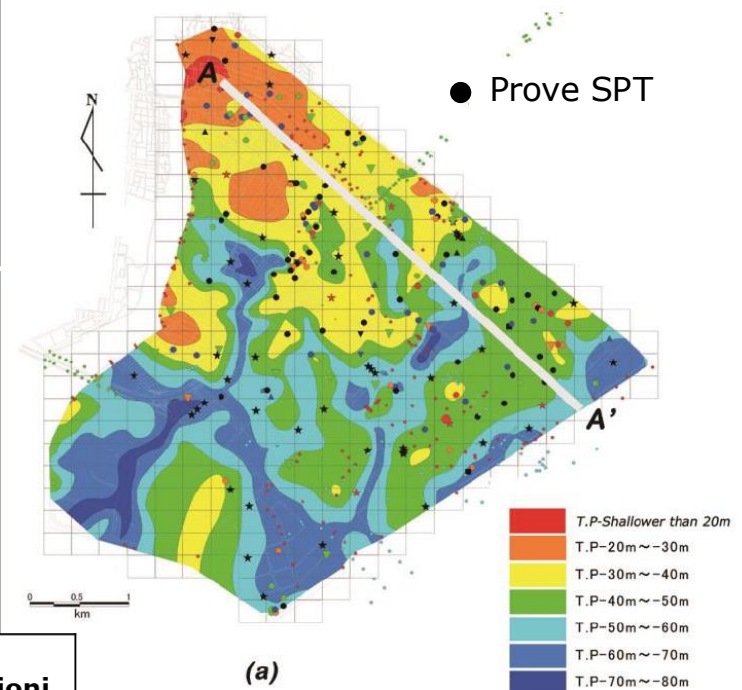 A
N
● Prove SPT
A'
0 0.5 1
km
T.P-Shallower than 20m
T.P-20m～-30m
T.P-30m～-40m
T.P-40m～-50m
T.P-50m～-60m
T.P-60m～-70m
T.P-70m～-80m
(a)
ioni